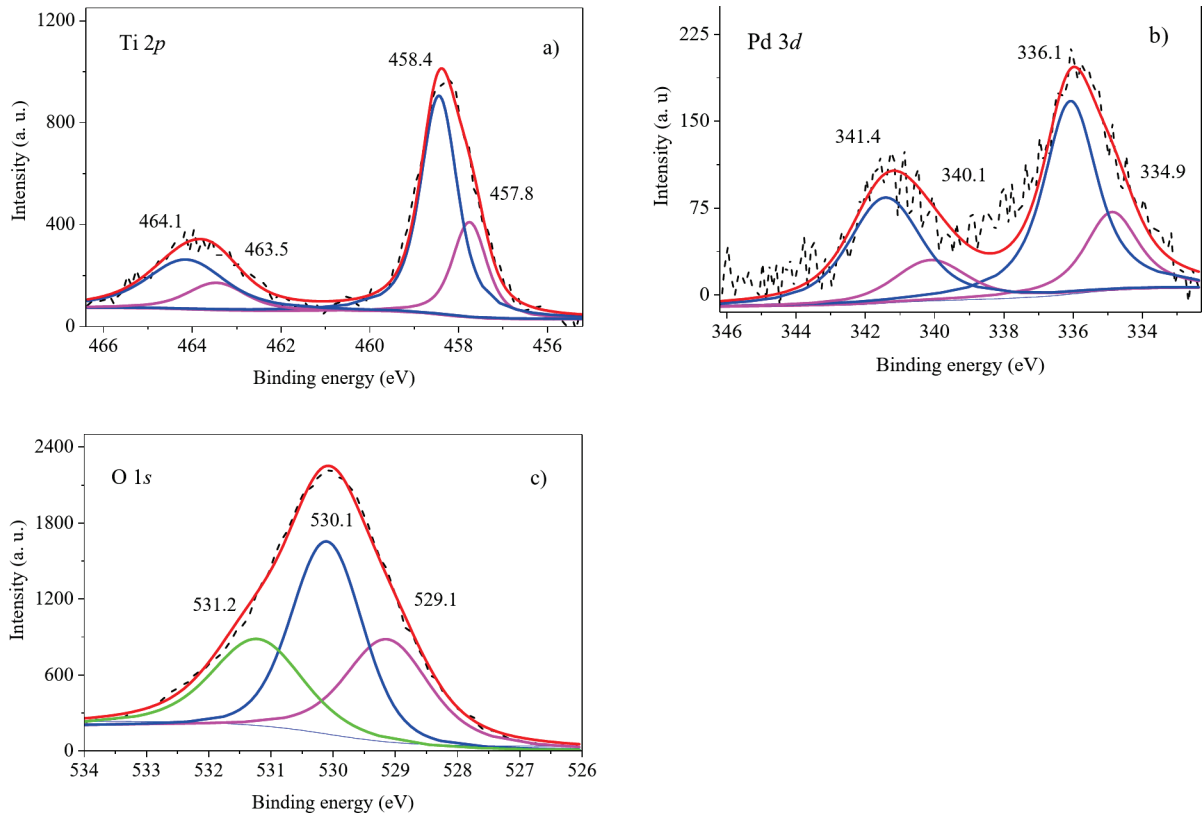 Ti 2p
a)
458.4
457.8
464.1
463.5
1200
800
400
0
Intensity (a. u.)
466 464 462 460 458 456
Binding energy (eV)
Pd 3d
b)
336.1
341.4
340.1
334.9
225
150
75
0
Intensity (a. u.)
346 344 342 340 338 336 334
Binding energy (eV)
O 1s
c)
530.1
531.2
529.1
2400
1800
1200
600
0
Intensity (a. u.)
534 533 532 531 530 529 528 527 526
Binding energy (eV)